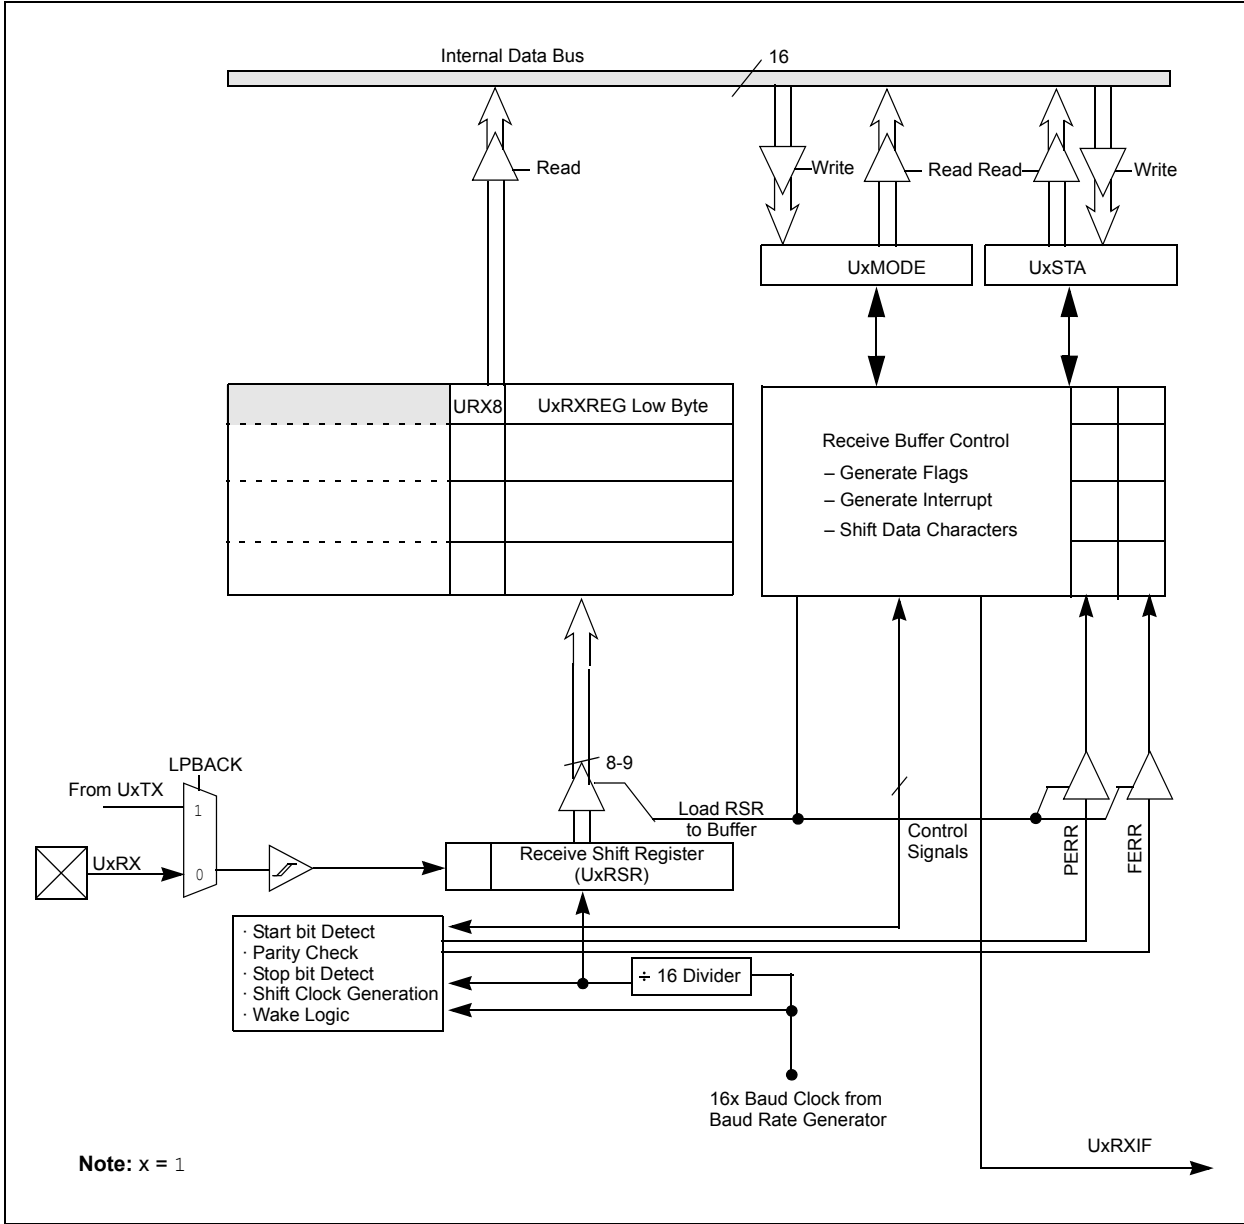 Internal Data Bus
16
Read
Write
Read Read
Write
UxMODE
UxSTA
URX8
UxRXREG Low Byte
Receive Buffer Control
– Generate Flags
– Generate Interrupt
– Shift Data Characters
8-9
LPBACK
From UxTX
1
Load RSR
to Buffer
Control
Signals
PERR
FERR
UxRX
0
Receive Shift Register
(UxRSR)
· Start bit Detect
· Parity Check
· Stop bit Detect
· Shift Clock Generation
· Wake Logic
÷ 16 Divider
16x Baud Clock from
Baud Rate Generator
UxRXIF
Note: x = 1